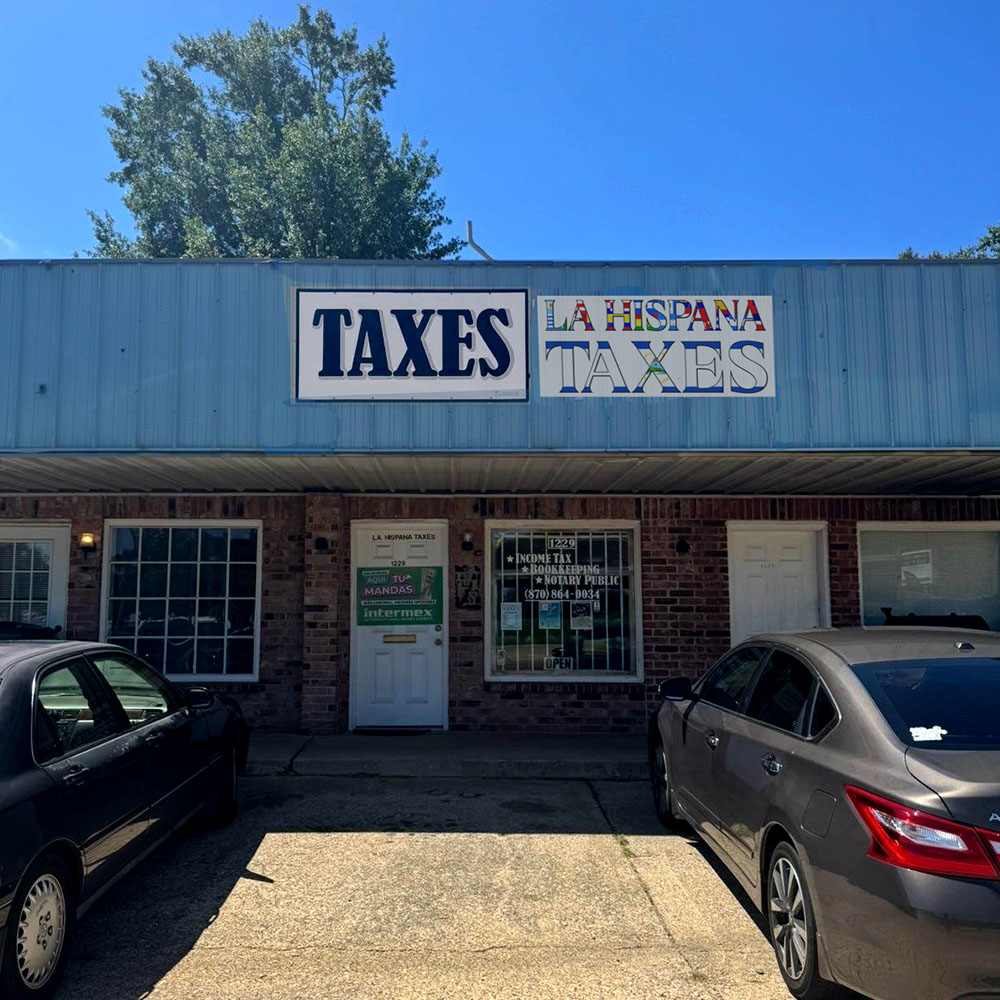 TAXES
LA HISPANA
TAXES
LA HISPANA TAXES
1229
AQUI TU
MANDAS
intermex
1229
★ INCOME TAX
★ BOOKKEEPING
★ NOTARY PUBLIC
(870) 864-0034
OPEN